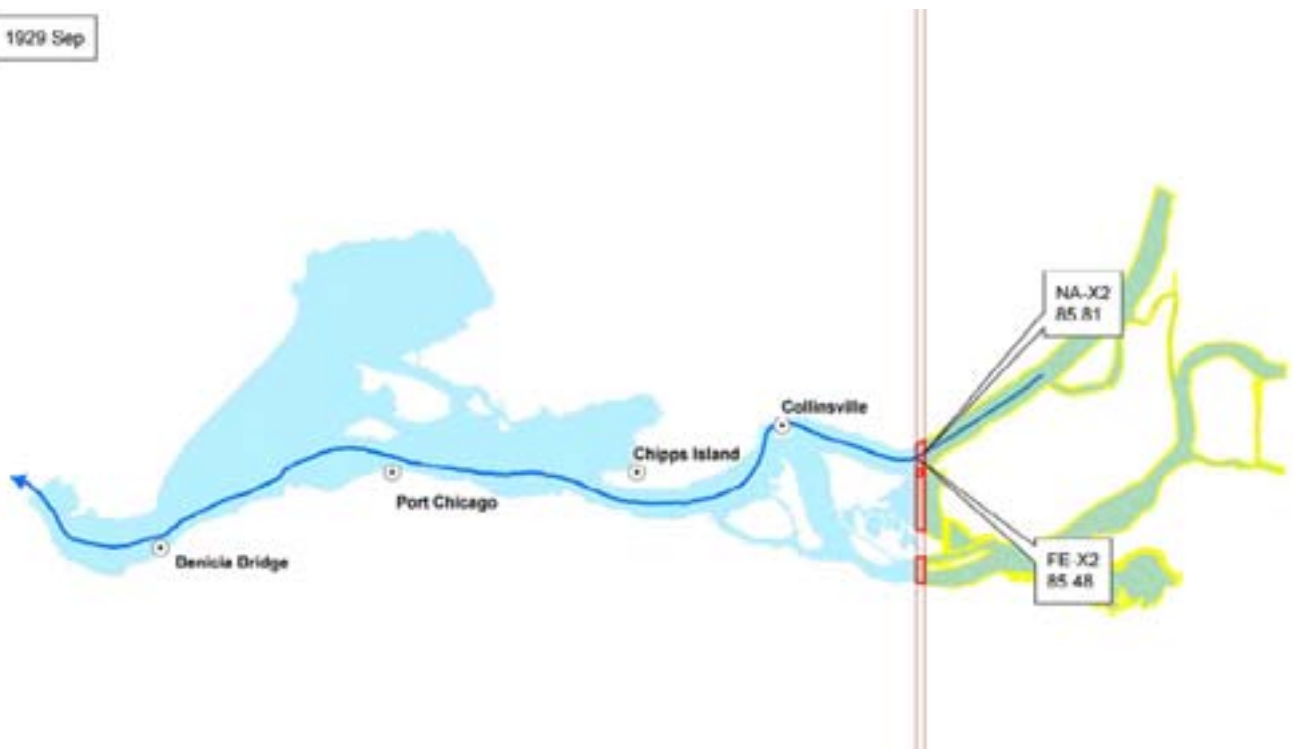 1929 Sep
NA-X2
85.81
Collinsville
Chipps Island
Port Chicago
Benicia Bridge
FE-X2
85.48